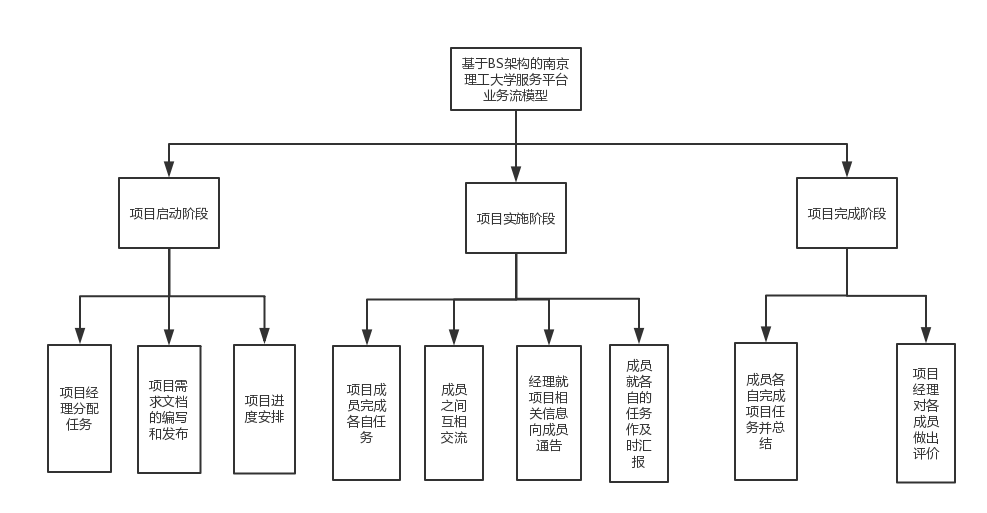 基于BS架构的南京
理工大学服务平台
业务流模型
项目启动阶段
项目实施阶段
项目完成阶段
项目经
理分配
任务
项目需
求文档
的编写
和发布
项目进
度安排
项目成
员完成
各自任
务
成员
之间
互相
交流
经理就
项目相
关信息
向成员
通告
成员
就各
自的
任务
作及
时汇
报
成员各
自完成
项目任
务并总
结
项目
经理
对各
成员
做出
评价